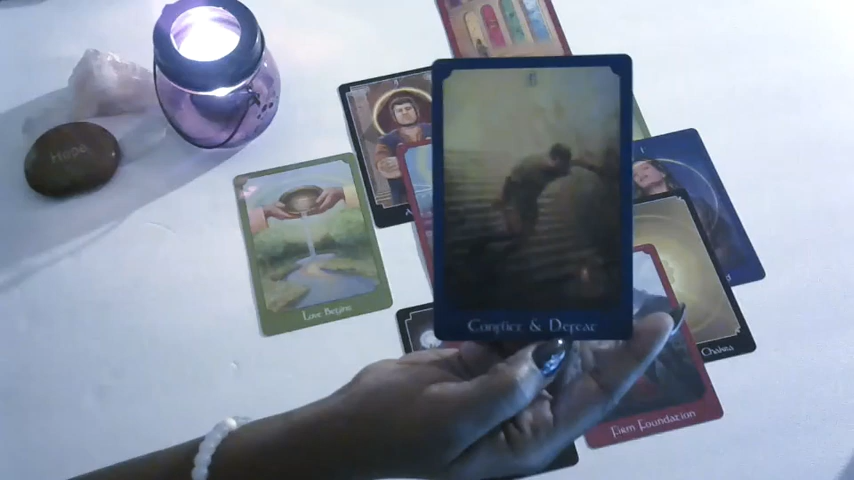 Hope
Love Begins
Conflict & Defeat
Chakra
Firm Foundation